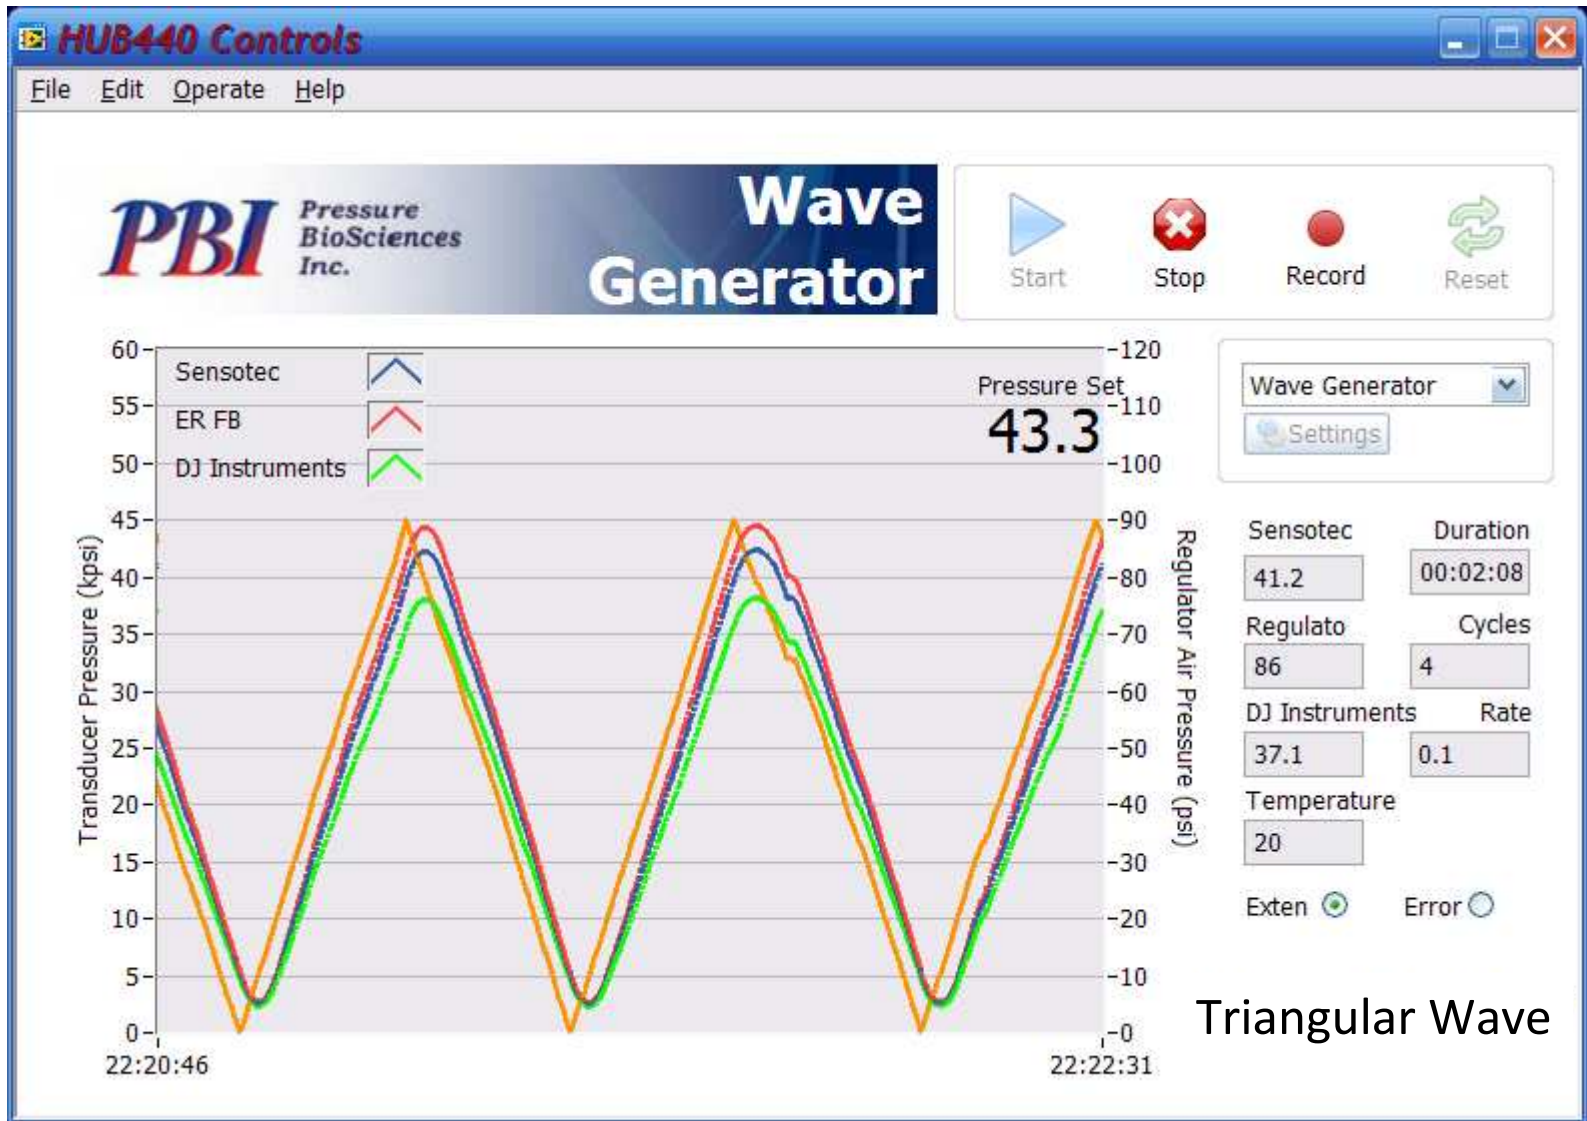 HUB440 Controls
File Edit Operate Help
PBI Pressure
BioSciences
Inc.
Wave
Generator
Start Stop Record Reset
Sensotec
ER FB
DJ Instruments
Pressure Set
43.3
Transducer Pressure (kpsi)
60
55
50
45
40
35
30
25
20
15
10
5
0
120
110
100
90
80
70
60
50
40
30
20
10
0
Regulator Air Pressure (psi)
22:20:46 22:22:31
Wave Generator
Settings
Sensotec Duration
41.2 00:02:08
Regulato Cycles
86 4
DJ Instruments Rate
37.1 0.1
Temperature
20
Exten Error
Triangular Wave